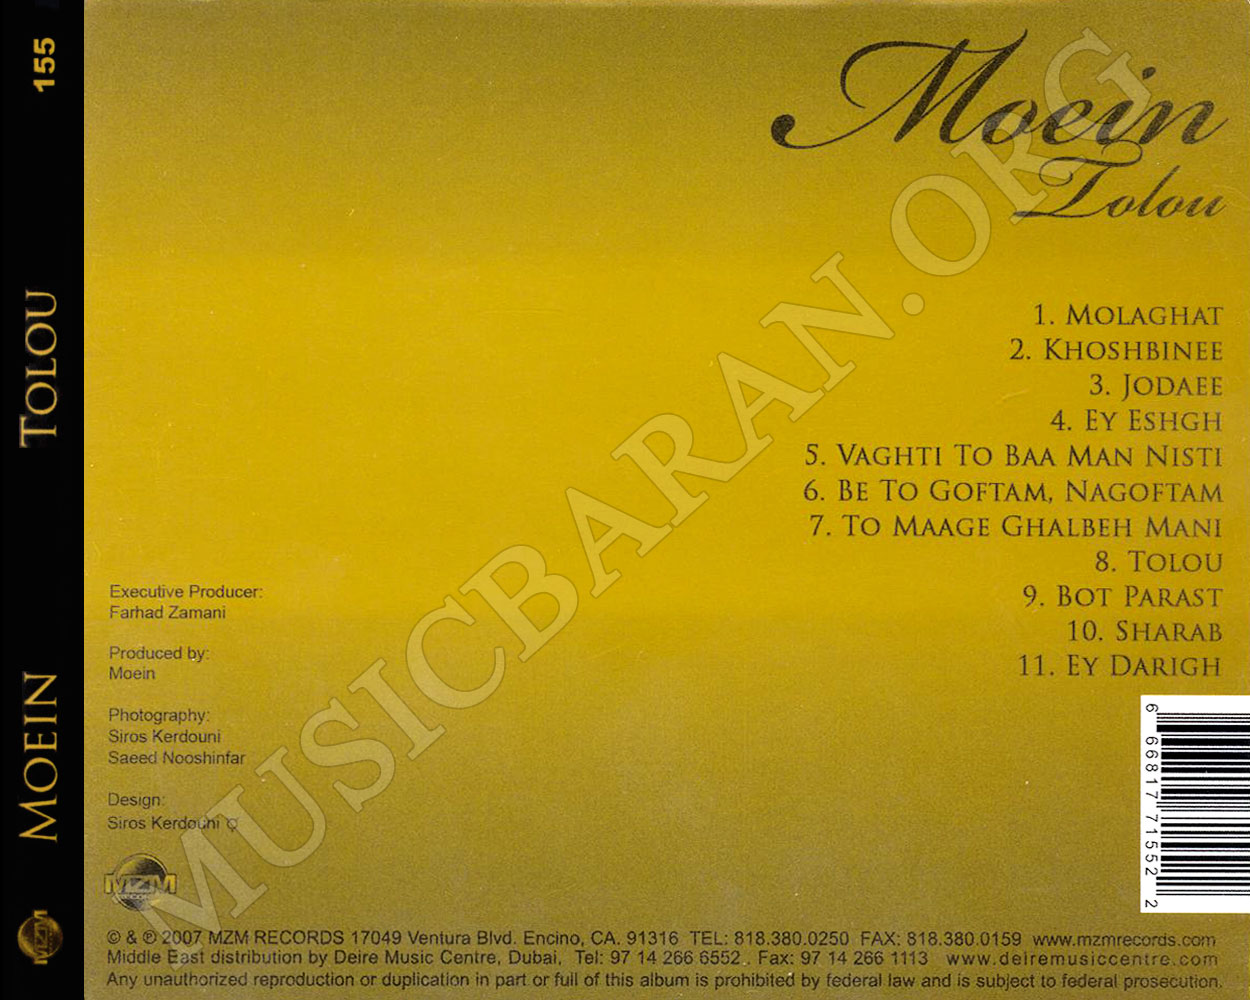 155
TOLOU
MOEIN
MZM
Moein
Tolou
1. MOLAGHAT
2. KHOSHBINEE
3. JODAEE
4. EY ESHGH
5. VAGHTI TO BAA MAN NISTI
6. BE TO GOFTAM, NAGOFTAM
7. TO MAAGE GHALBEH MANI
8. TOLOU
9. BOT PARAST
10. SHARAB
11. EY DARIGH
Executive Producer:
Farhad Zamani
Produced by:
Moein
Photography:
Siros Kerdouni
Saeed Nooshinfar
Design:
Siros Kerdouni
MZM
RECORDS
6 66817 71552 2
© & ℗ 2007 MZM RECORDS 17049 Ventura Blvd. Encino, CA. 91316 TEL: 818.380.0250 FAX: 818.380.0159 www.mzmrecords.com
Middle East distribution by Deire Music Centre, Dubai, Tel: 97 14 266 6552 . Fax: 97 14 266 1113 www.deiremusiccentre.com
Any unauthorized reproduction or duplication in part or full of this album is prohibited by federal law and is subject to federal prosecution.
MUSICBARAN.ORG